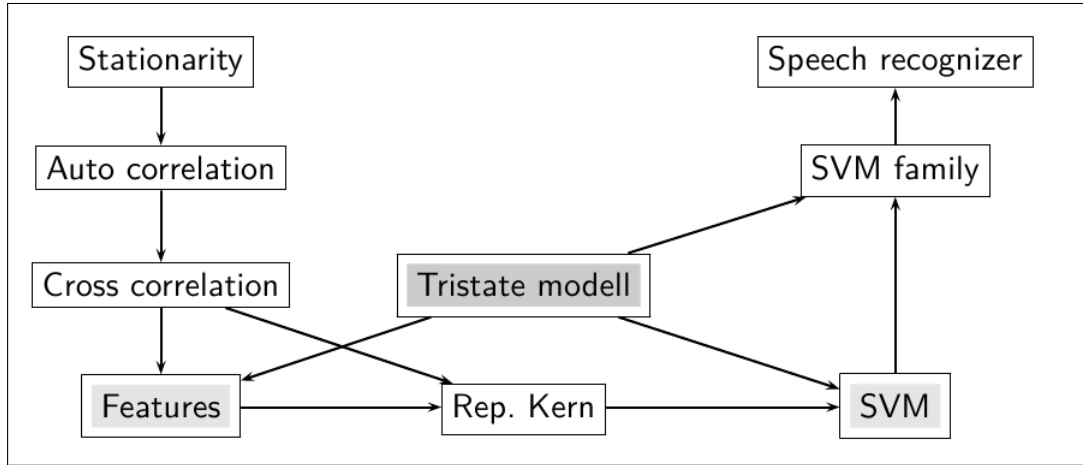 Stationarity
Speech recognizer
Auto correlation
SVM family
Cross correlation
Tristate modell
Features
Rep. Kern
SVM